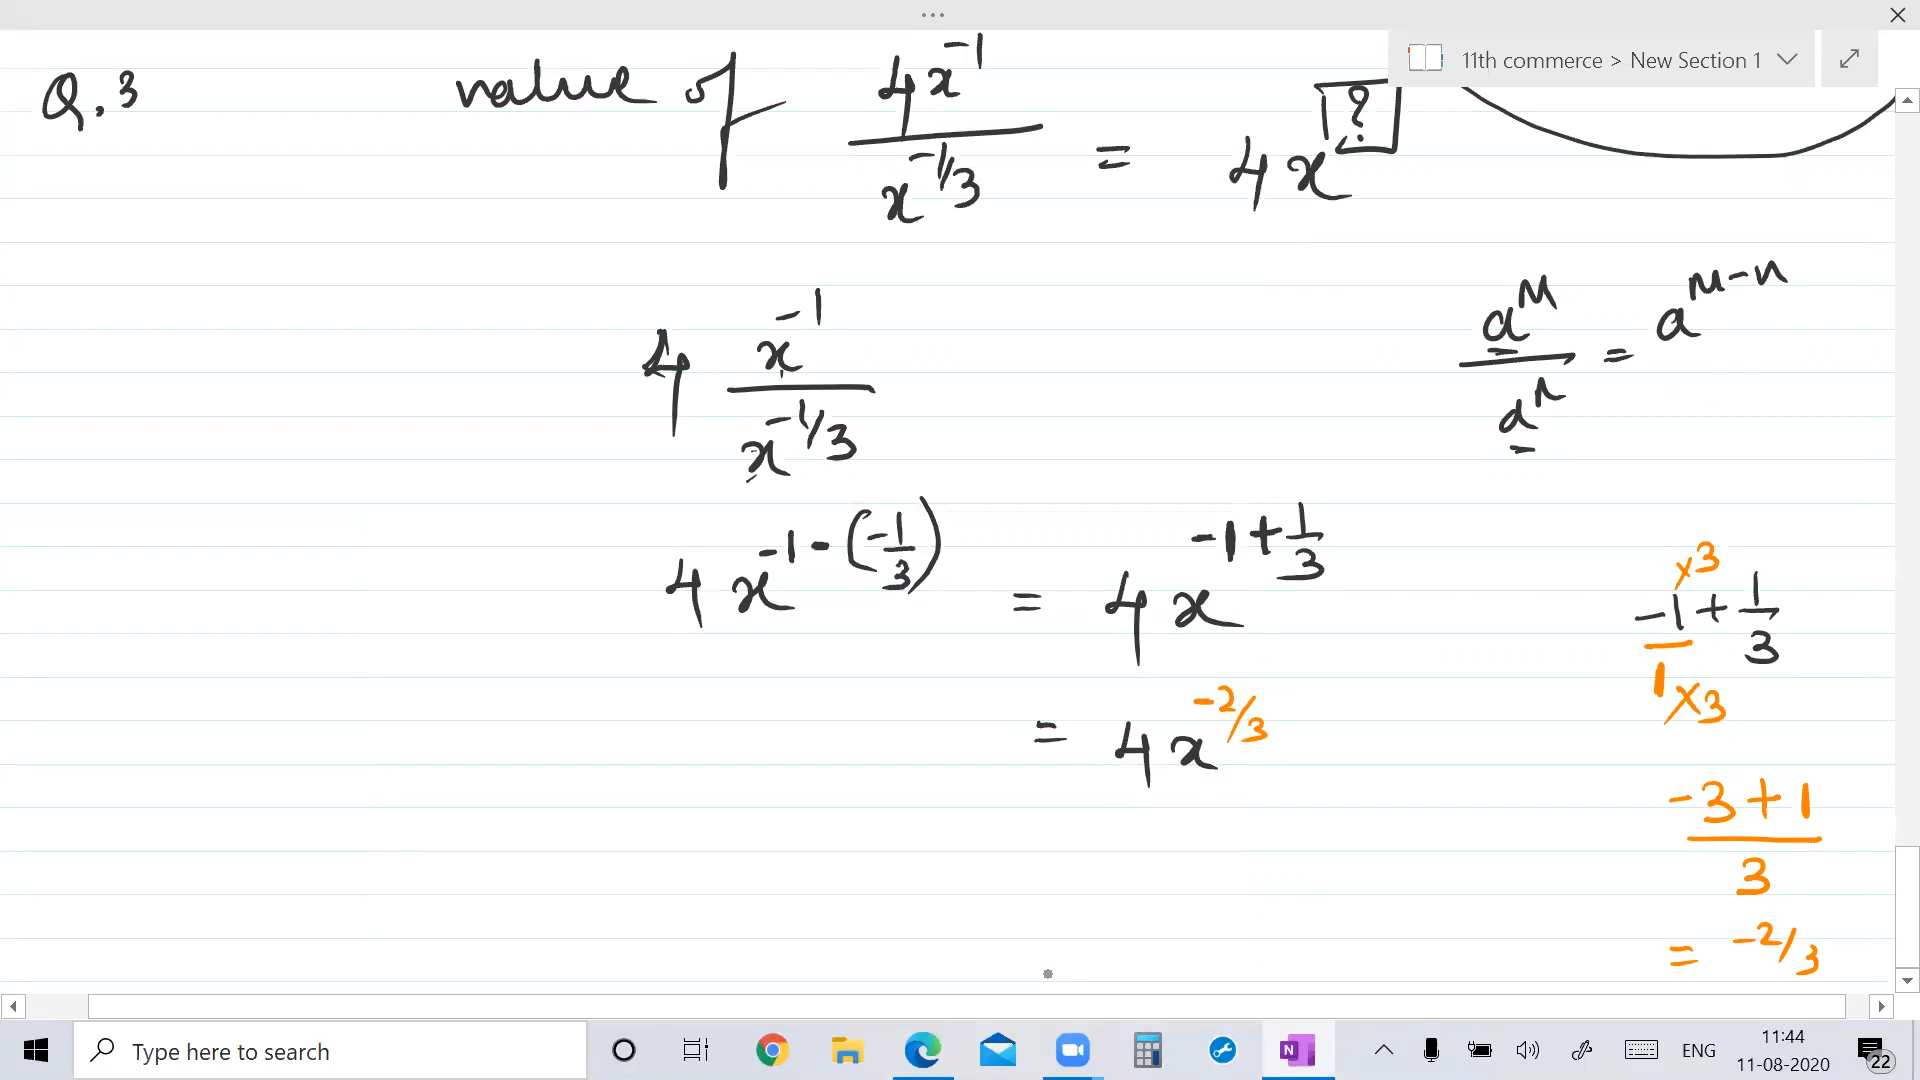 11th commerce > New Section 1
Q.3 value of 4x^-1 / x^-1/3 = 4x^[?]
4 x^-1 / x^-1/3
a^m / a^n = a^m-n
4x^-1-(-1/3) = 4x^-1+1/3
×3
-1 + 1/3
1×3
= 4x^-2/3
-3+1
3
= -2/3
Type here to search
ENG
11:44
11-08-2020
22